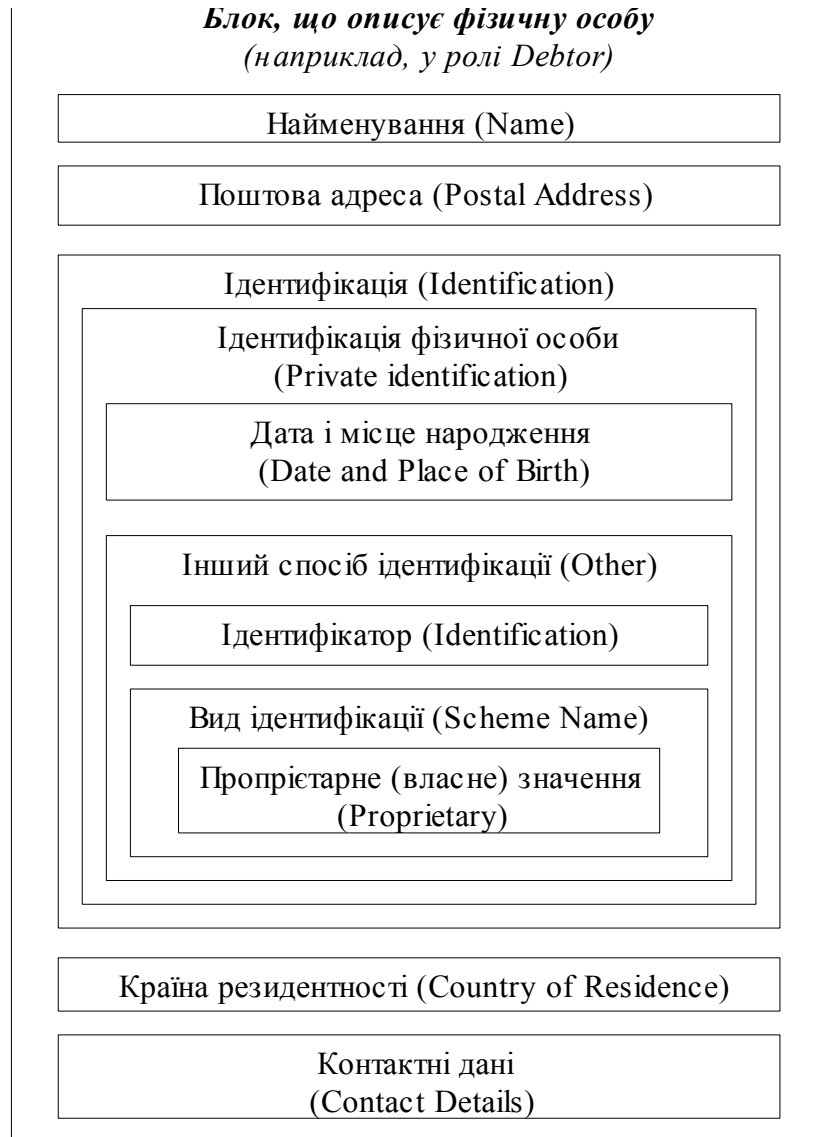 Блок, що описує фізичну особу
(наприклад, у ролі Debtor)
Найменування (Name)
Поштова адреса (Postal Address)
Ідентифікація (Identification)
Ідентифікація фізичної особи
(Private identification)
Дата і місце народження
(Date and Place of Birth)
Інший спосіб ідентифікації (Other)
Ідентифікатор (Identification)
Вид ідентифікації (Scheme Name)
Пропрієтарне (власне) значення
(Proprietary)
Країна резидентності (Country of Residence)
Контактні дані
(Contact Details)